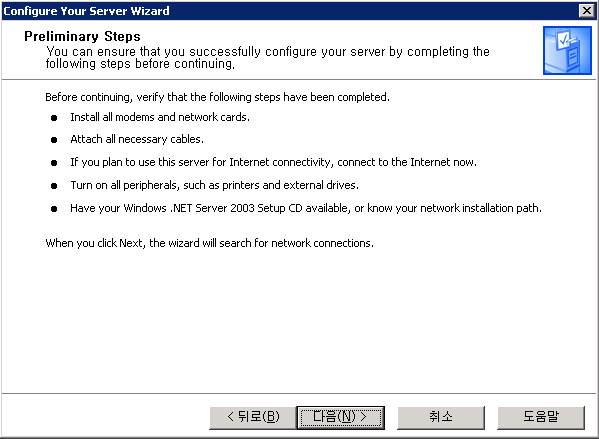 Configure Your Server Wizard
Preliminary Steps
You can ensure that you successfully configure your server by completing the
following steps before continuing.
Before continuing, verify that the following steps have been completed.
● Install all modems and network cards.
● Attach all necessary cables.
● If you plan to use this server for Internet connectivity, connect to the Internet now.
● Turn on all peripherals, such as printers and external drives.
● Have your Windows .NET Server 2003 Setup CD available, or know your network installation path.
When you click Next, the wizard will search for network connections.
< 뒤로(B) 다음(N) > 취소 도움말